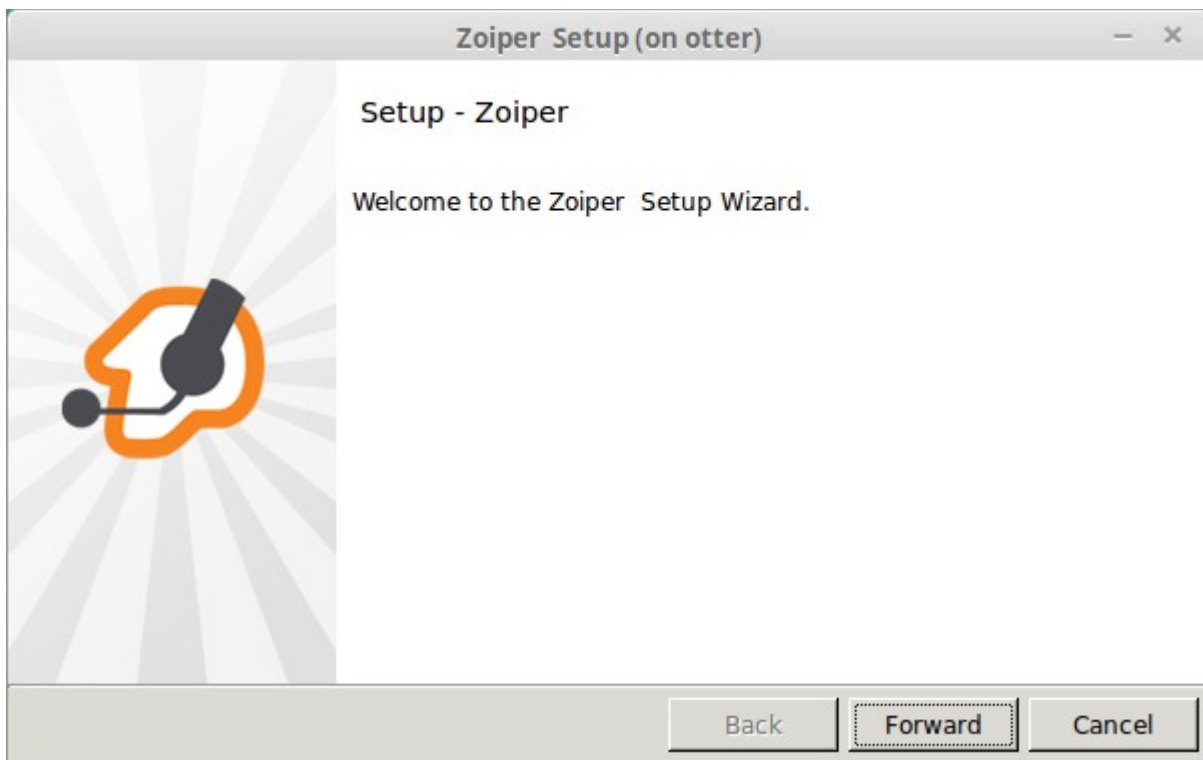 Zoiper  Setup (on otter)
Setup - Zoiper
Welcome to the Zoiper  Setup Wizard.
Back
Forward
Cancel